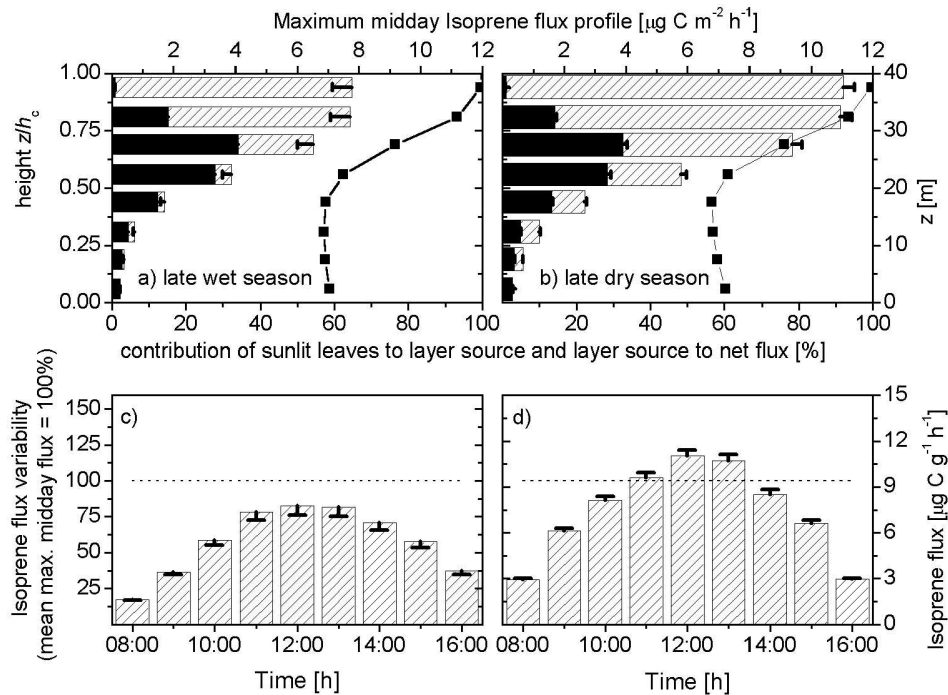 Maximum midday Isoprene flux profile [µg C m⁻² h⁻¹]
2 4 6 8 10 12 2 4 6 8 10 12
1.00 40
0.75 30
0.50 20
0.25 10
0.00 0
height z/h_c
z [m]
a) late wet season b) late dry season
0 20 40 60 80 100 20 40 60 80 100
contribution of sunlit leaves to layer source and layer source to net flux [%]
c) d)
150 15
125 12
100 9
75 6
50 3
25 0
Isoprene flux variability
(mean max. midday flux = 100%)
Isoprene flux [µg C g⁻¹ h⁻¹]
08:00 10:00 12:00 14:00 16:00 08:00 10:00 12:00 14:00 16:00
Time [h] Time [h]